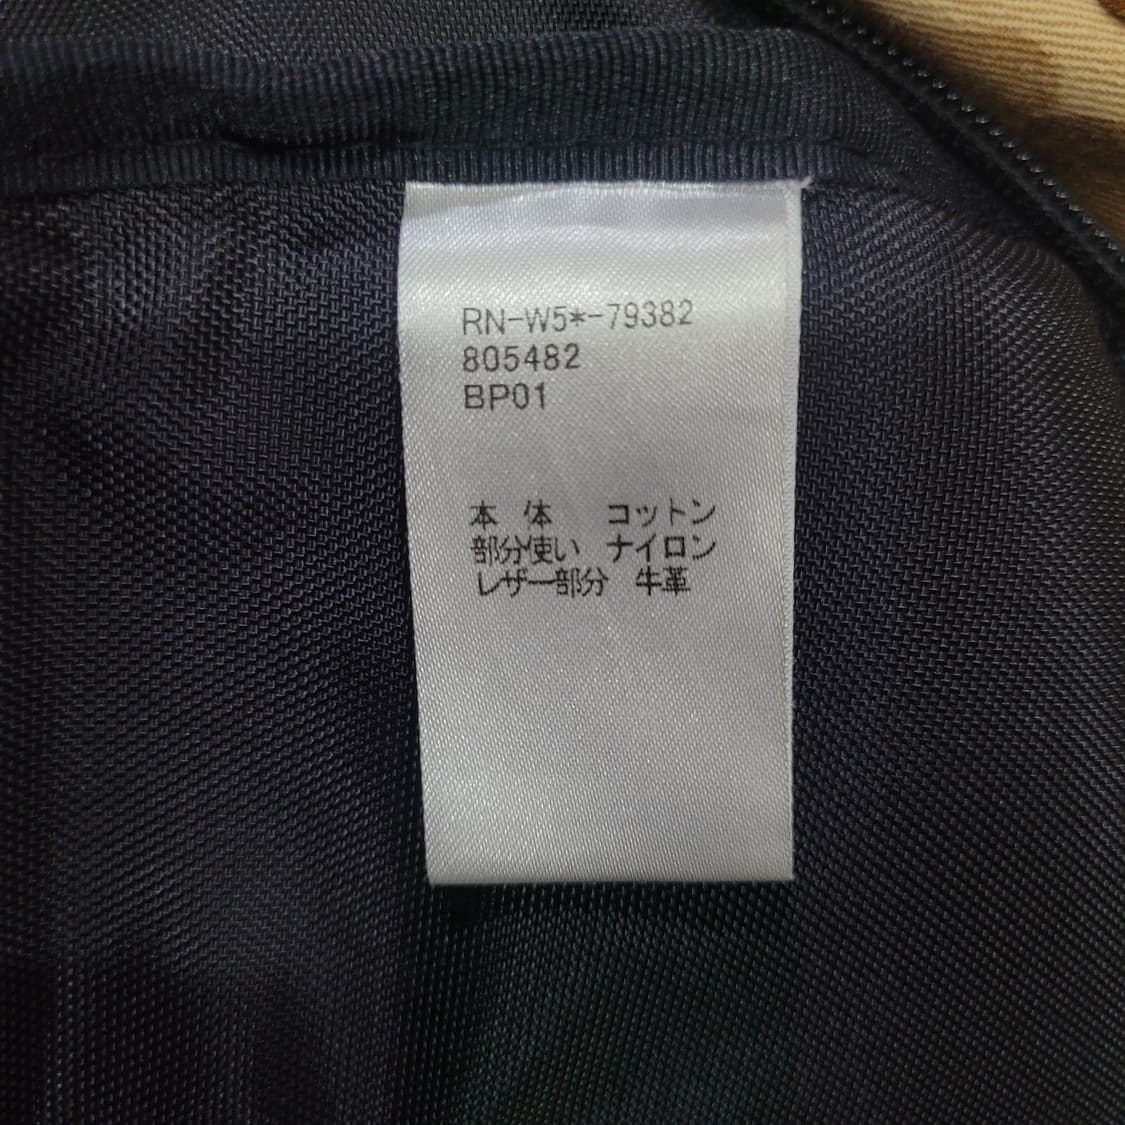 RN-W5*-79382
805482
BP01
本　体　　コットン
部分使い　ナイロン
レザー部分　牛革